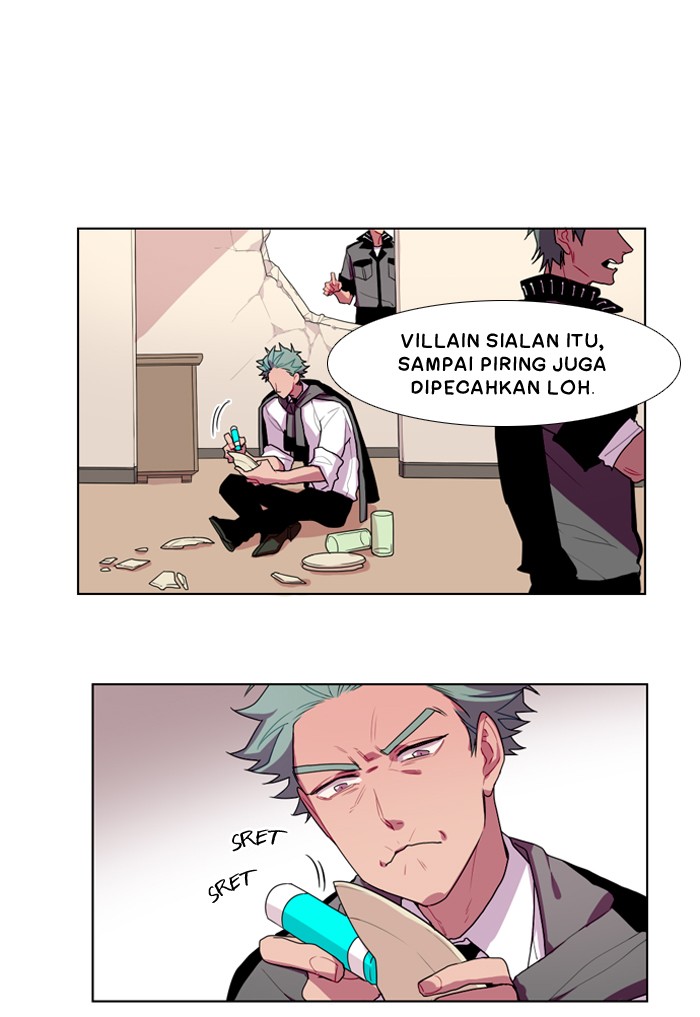 VILLAIN SIALAN ITU,
SAMPAI PIRING JUGA
DIPECAHKAN LOH.
SRET
SRET